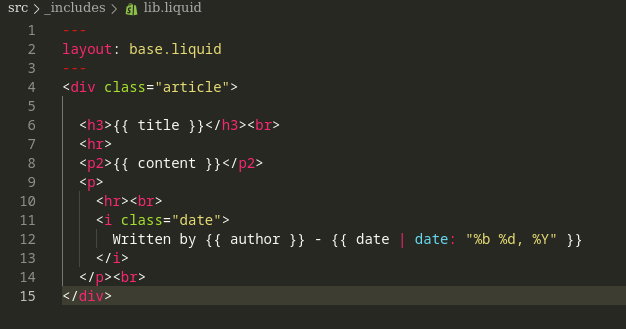 src > _includes > lib.liquid
1 ---
2 layout: base.liquid
3 ---
4 <div class="article">
5
6 <h3>{{ title }}</h3><br>
7 <hr>
8 <p2>{{ content }}</p2>
9 <p>
10 <hr><br>
11 <i class="date">
12 Written by {{ author }} - {{ date | date: "%b %d, %Y" }}
13 </i>
14 </p><br>
15 </div>